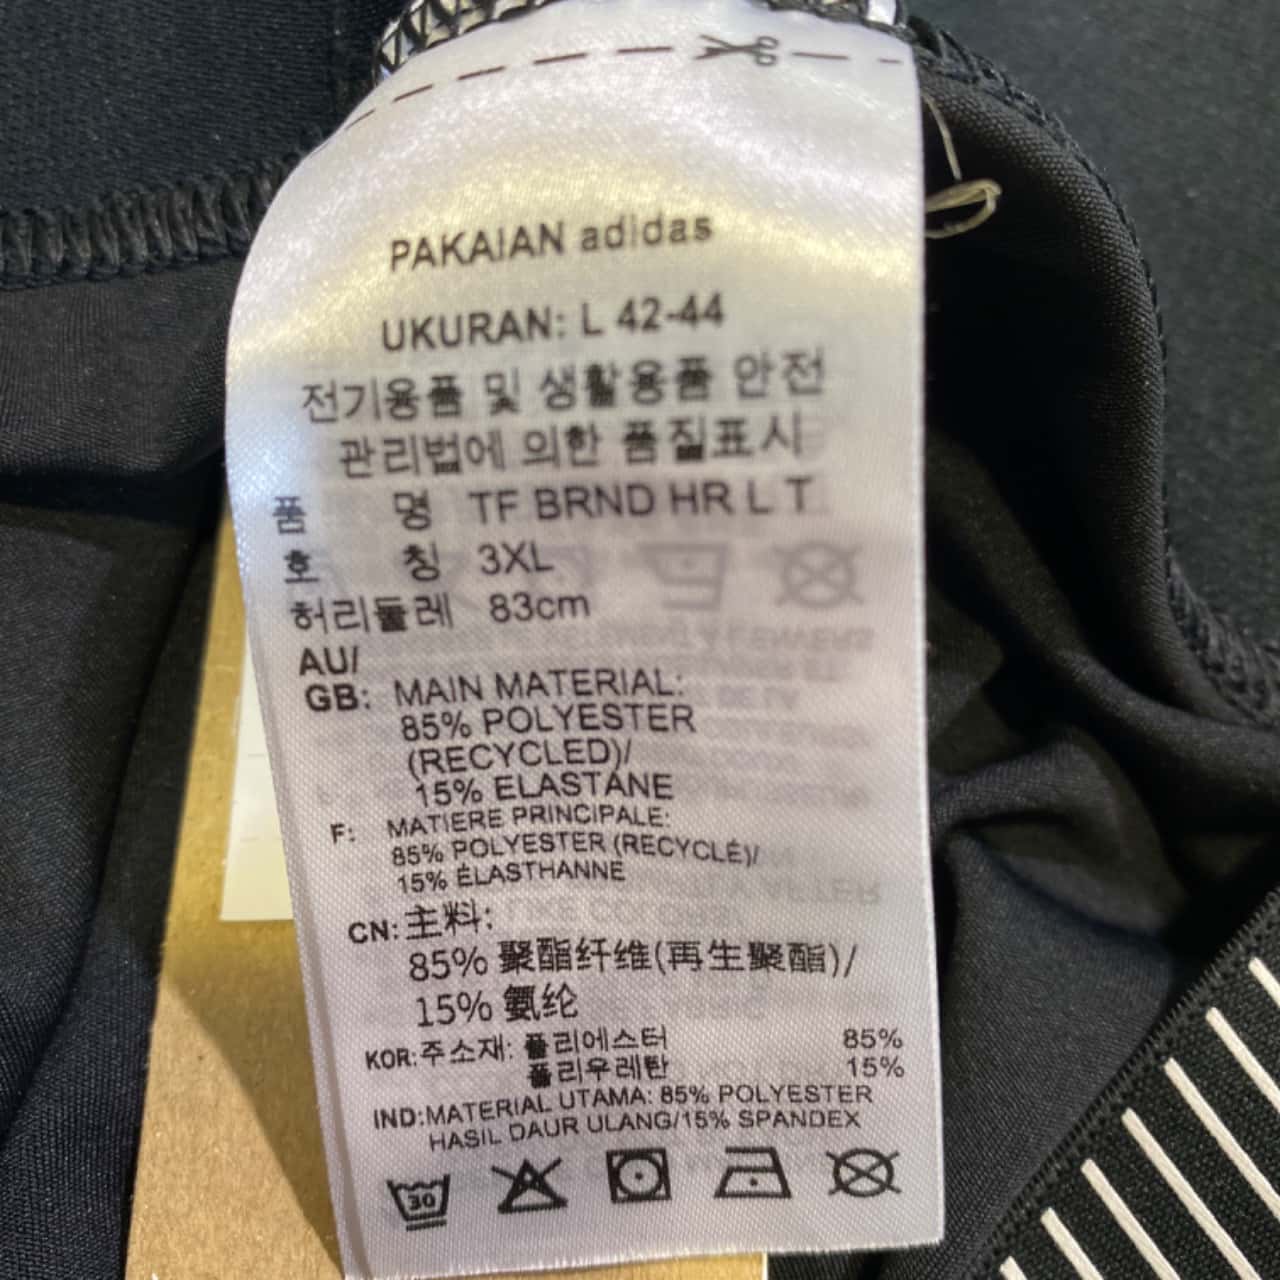 PAKAIAN adidas
UKURAN: L 42-44
전기용품 및 생활용품 안전
관리법에 의한 품질표시
품 명 TF BRND HR L T
호 칭 3XL
허리둘레 83cm
AU/
GB: MAIN MATERIAL:
85% POLYESTER
(RECYCLED)/
15% ELASTANE
F: MATIERE PRINCIPALE:
85% POLYESTER (RECYCLÉ)/
15% ÉLASTHANNE
CN: 主料:
85% 聚酯纤维(再生聚酯)/
15% 氨纶
KOR: 주소재: 폴리에스터 85%
폴리우레탄 15%
IND: MATERIAL UTAMA: 85% POLYESTER
HASIL DAUR ULANG/15% SPANDEX
30